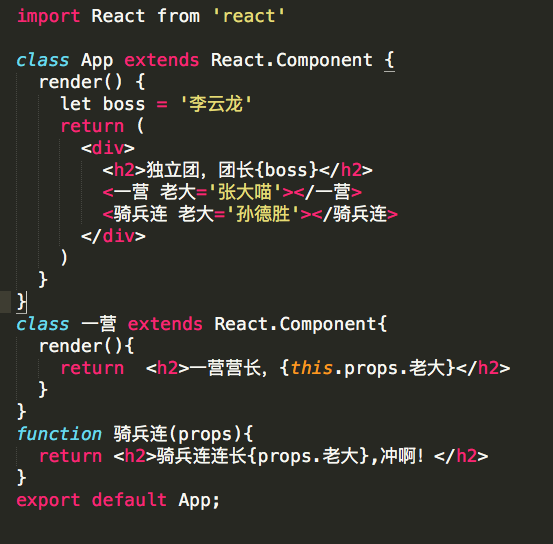 import React from 'react'
class App extends React.Component {
render() {
let boss = '李云龙'
return (
<div>
<h2>独立团，团长{boss}</h2>
<一营 老大='张大喵'></一营>
<骑兵连 老大='孙德胜'></骑兵连>
</div>
)
}
}
class 一营 extends React.Component{
render(){
return  <h2>一营营长，{this.props.老大}</h2>
}
}
function 骑兵连(props){
return <h2>骑兵连连长{props.老大},冲啊！</h2>
}
export default App;